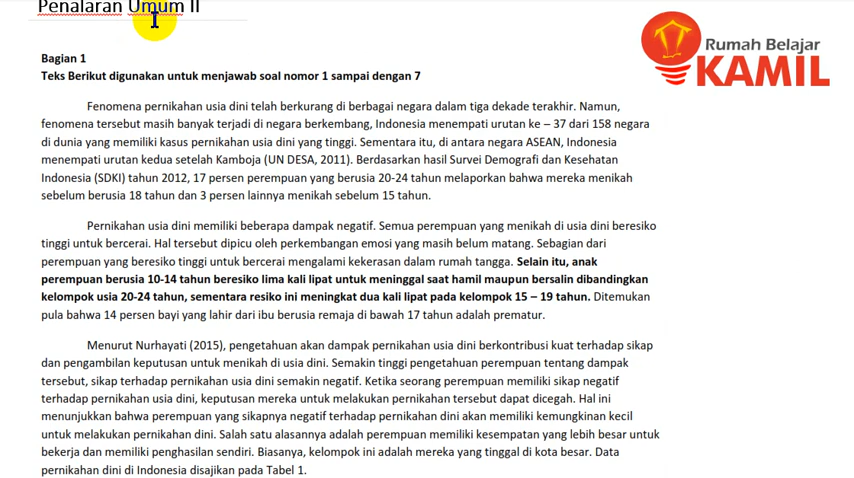 Penalaran Umum II
Rumah Belajar
KAMIL
Bagian 1
Teks Berikut digunakan untuk menjawab soal nomor 1 sampai dengan 7
Fenomena pernikahan usia dini telah berkurang di berbagai negara dalam tiga dekade terakhir. Namun,
fenomena tersebut masih banyak terjadi di negara berkembang, Indonesia menempati urutan ke – 37 dari 158 negara
di dunia yang memiliki kasus pernikahan usia dini yang tinggi. Sementara itu, di antara negara ASEAN, Indonesia
menempati urutan kedua setelah Kamboja (UN DESA, 2011). Berdasarkan hasil Survei Demografi dan Kesehatan
Indonesia (SDKI) tahun 2012, 17 persen perempuan yang berusia 20-24 tahun melaporkan bahwa mereka menikah
sebelum berusia 18 tahun dan 3 persen lainnya menikah sebelum 15 tahun.
Pernikahan usia dini memiliki beberapa dampak negatif. Semua perempuan yang menikah di usia dini beresiko
tinggi untuk bercerai. Hal tersebut dipicu oleh perkembangan emosi yang masih belum matang. Sebagian dari
perempuan yang beresiko tinggi untuk bercerai mengalami kekerasan dalam rumah tangga. Selain itu, anak
perempuan berusia 10-14 tahun beresiko lima kali lipat untuk meninggal saat hamil maupun bersalin dibandingkan
kelompok usia 20-24 tahun, sementara resiko ini meningkat dua kali lipat pada kelompok 15 – 19 tahun. Ditemukan
pula bahwa 14 persen bayi yang lahir dari ibu berusia remaja di bawah 17 tahun adalah prematur.
Menurut Nurhayati (2015), pengetahuan akan dampak pernikahan usia dini berkontribusi kuat terhadap sikap
dan pengambilan keputusan untuk menikah di usia dini. Semakin tinggi pengetahuan perempuan tentang dampak
tersebut, sikap terhadap pernikahan usia dini semakin negatif. Ketika seorang perempuan memiliki sikap negatif
terhadap pernikahan usia dini, keputusan mereka untuk melakukan pernikahan tersebut dapat dicegah. Hal ini
menunjukkan bahwa perempuan yang sikapnya negatif terhadap pernikahan dini akan memiliki kemungkinan kecil
untuk melakukan pernikahan dini. Salah satu alasannya adalah perempuan memiliki kesempatan yang lebih besar untuk
bekerja dan memiliki penghasilan sendiri. Biasanya, kelompok ini adalah mereka yang tinggal di kota besar. Data
pernikahan dini di Indonesia disajikan pada Tabel 1.